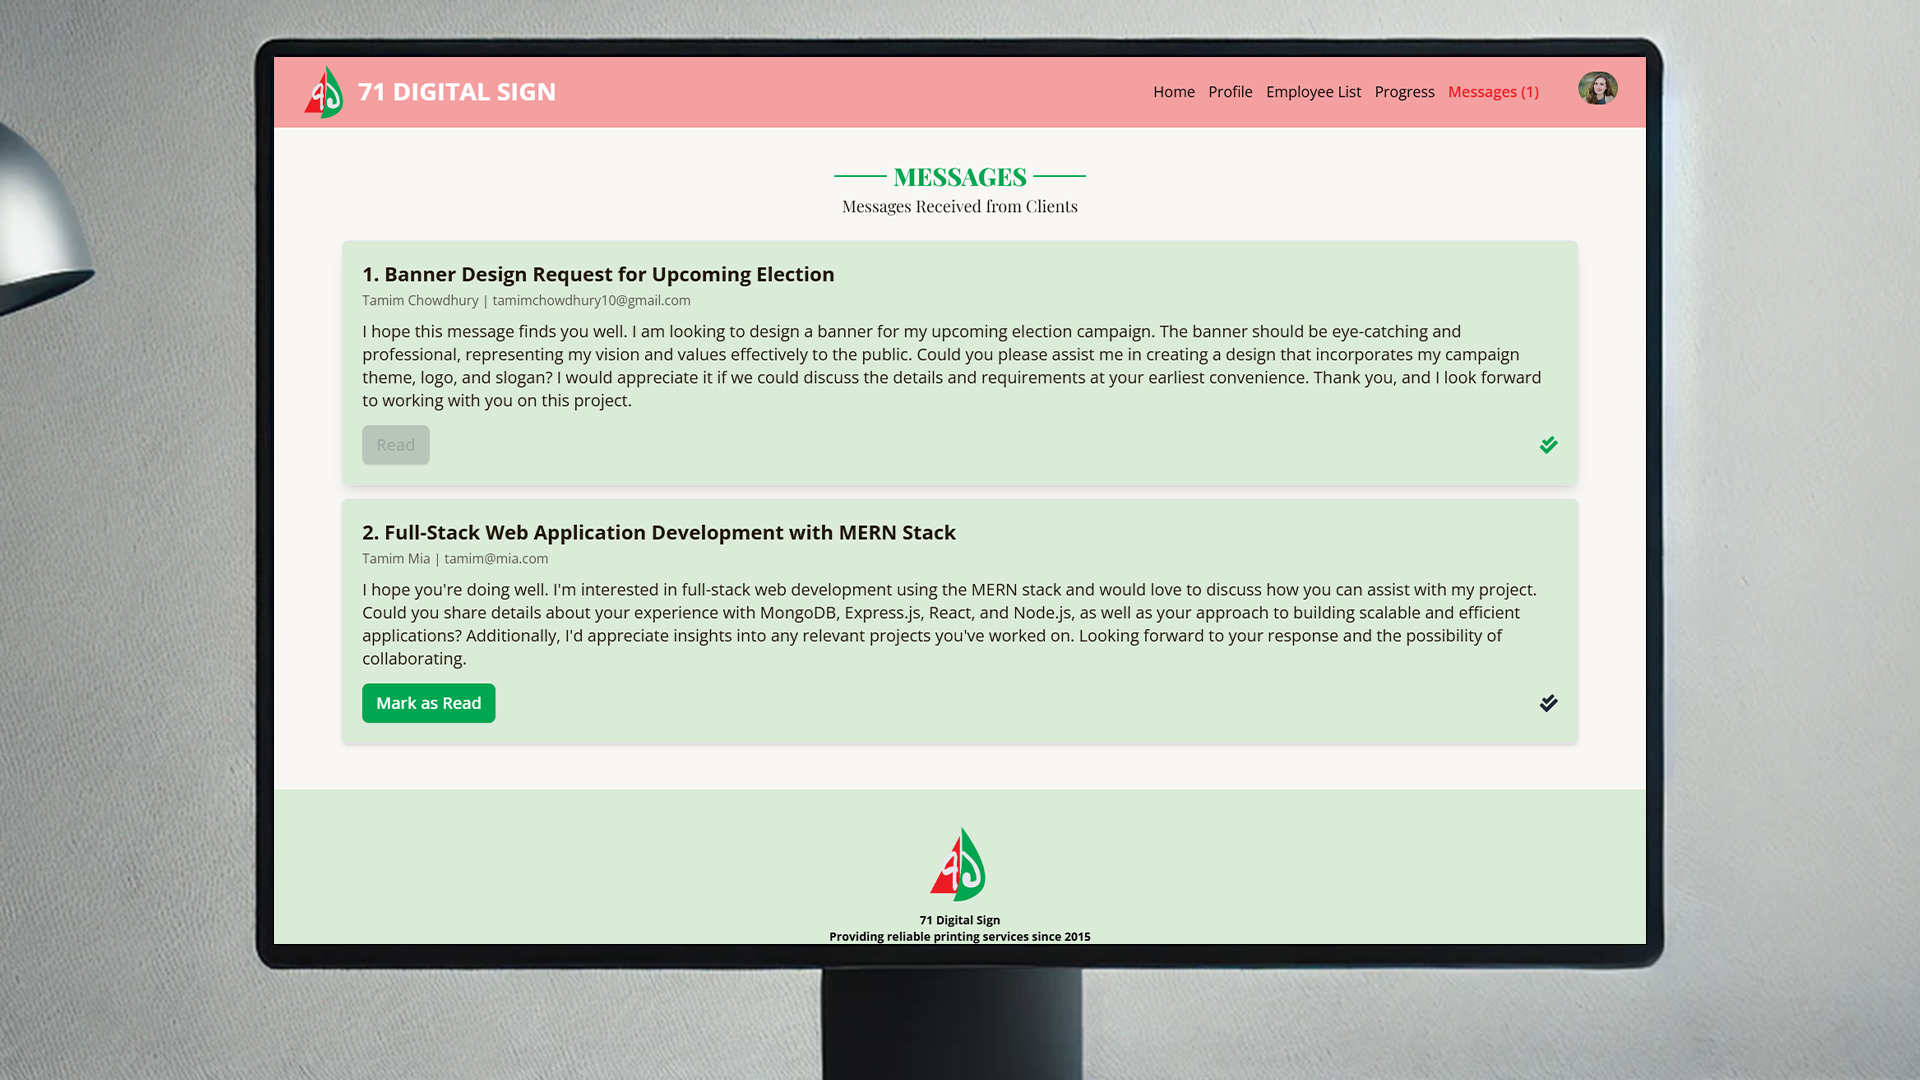 71 DIGITAL SIGN
Home Profile Employee List Progress Messages (1)
MESSAGES
Messages Received from Clients
1. Banner Design Request for Upcoming Election
Tamim Chowdhury | tamimchowdhury10@gmail.com
I hope this message finds you well. I am looking to design a banner for my upcoming election campaign. The banner should be eye-catching and
professional, representing my vision and values effectively to the public. Could you please assist me in creating a design that incorporates my campaign
theme, logo, and slogan? I would appreciate it if we could discuss the details and requirements at your earliest convenience. Thank you, and I look forward
to working with you on this project.
Read
2. Full-Stack Web Application Development with MERN Stack
Tamim Mia | tamim@mia.com
I hope you're doing well. I'm interested in full-stack web development using the MERN stack and would love to discuss how you can assist with my project.
Could you share details about your experience with MongoDB, Express.js, React, and Node.js, as well as your approach to building scalable and efficient
applications? Additionally, I'd appreciate insights into any relevant projects you've worked on. Looking forward to your response and the possibility of
collaborating.
Mark as Read
71 Digital Sign
Providing reliable printing services since 2015